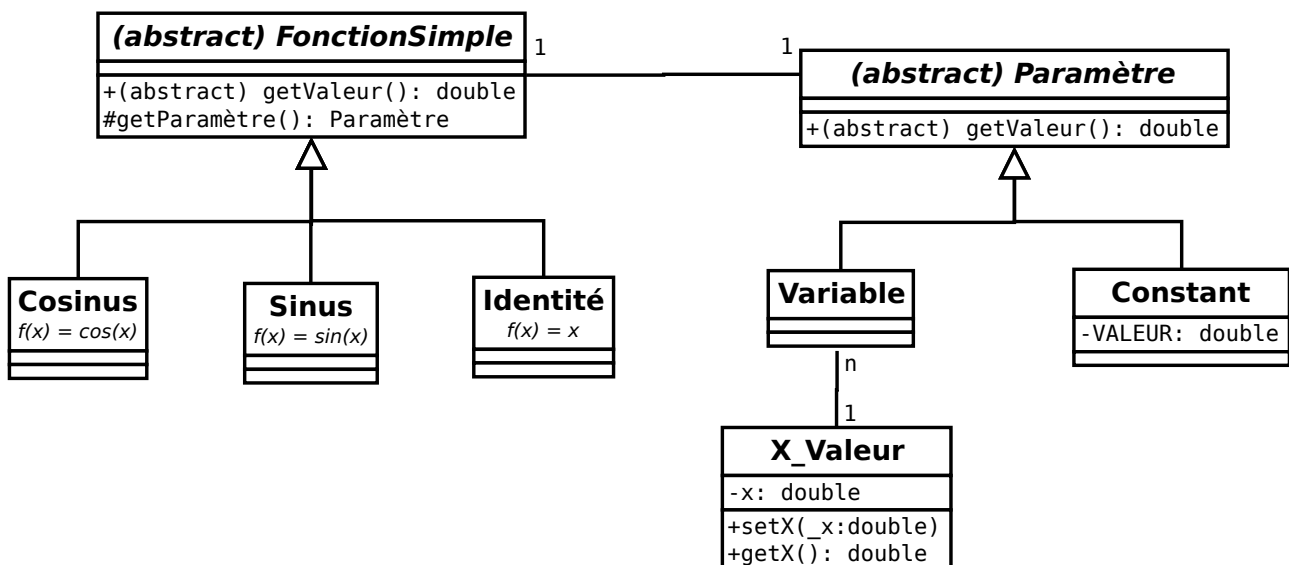 (abstract) FonctionSimple
+(abstract) getValeur(): double
#getParamètre(): Paramètre
1
1
(abstract) Paramètre
+(abstract) getValeur(): double
Cosinus
f(x) = cos(x)
Sinus
f(x) = sin(x)
Identité
f(x) = x
Variable
Constant
-VALEUR: double
n
1
X_Valeur
-x: double
+setX(_x:double)
+getX(): double